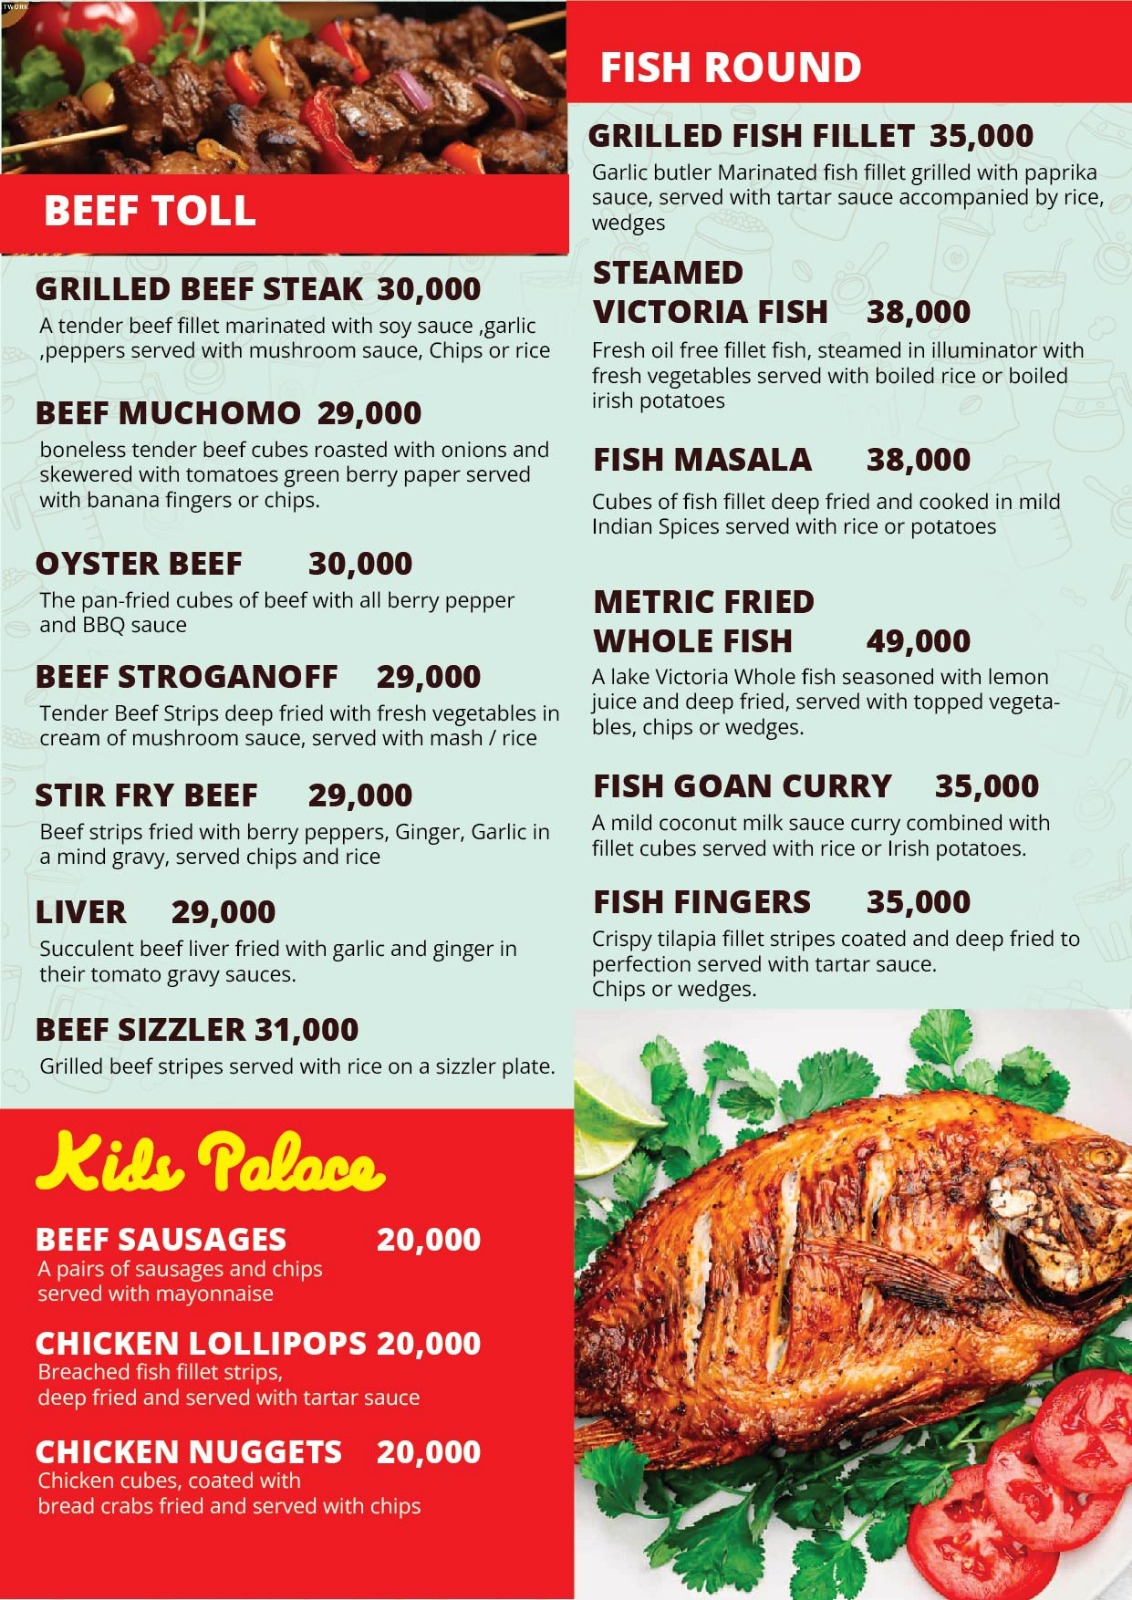 TWORK
BEEF TOLL
GRILLED BEEF STEAK 30,000
A tender beef fillet marinated with soy sauce ,garlic
,peppers served with mushroom sauce, Chips or rice
BEEF MUCHOMO 29,000
boneless tender beef cubes roasted with onions and
skewered with tomatoes green berry paper served
with banana fingers or chips.
OYSTER BEEF 30,000
The pan-fried cubes of beef with all berry pepper
and BBQ sauce
BEEF STROGANOFF 29,000
Tender Beef Strips deep fried with fresh vegetables in
cream of mushroom sauce, served with mash / rice
STIR FRY BEEF 29,000
Beef strips fried with berry peppers, Ginger, Garlic in
a mind gravy, served chips and rice
LIVER 29,000
Succulent beef liver fried with garlic and ginger in
their tomato gravy sauces.
BEEF SIZZLER 31,000
Grilled beef stripes served with rice on a sizzler plate.
Kids Palace
BEEF SAUSAGES 20,000
A pairs of sausages and chips
served with mayonnaise
CHICKEN LOLLIPOPS 20,000
Breached fish fillet strips,
deep fried and served with tartar sauce
CHICKEN NUGGETS 20,000
Chicken cubes, coated with
bread crabs fried and served with chips
FISH ROUND
GRILLED FISH FILLET 35,000
Garlic butler Marinated fish fillet grilled with paprika
sauce, served with tartar sauce accompanied by rice,
wedges
STEAMED
VICTORIA FISH 38,000
Fresh oil free fillet fish, steamed in illuminator with
fresh vegetables served with boiled rice or boiled
irish potatoes
FISH MASALA 38,000
Cubes of fish fillet deep fried and cooked in mild
Indian Spices served with rice or potatoes
METRIC FRIED
WHOLE FISH 49,000
A lake Victoria Whole fish seasoned with lemon
juice and deep fried, served with topped vegeta-
bles, chips or wedges.
FISH GOAN CURRY 35,000
A mild coconut milk sauce curry combined with
fillet cubes served with rice or Irish potatoes.
FISH FINGERS 35,000
Crispy tilapia fillet stripes coated and deep fried to
perfection served with tartar sauce.
Chips or wedges.